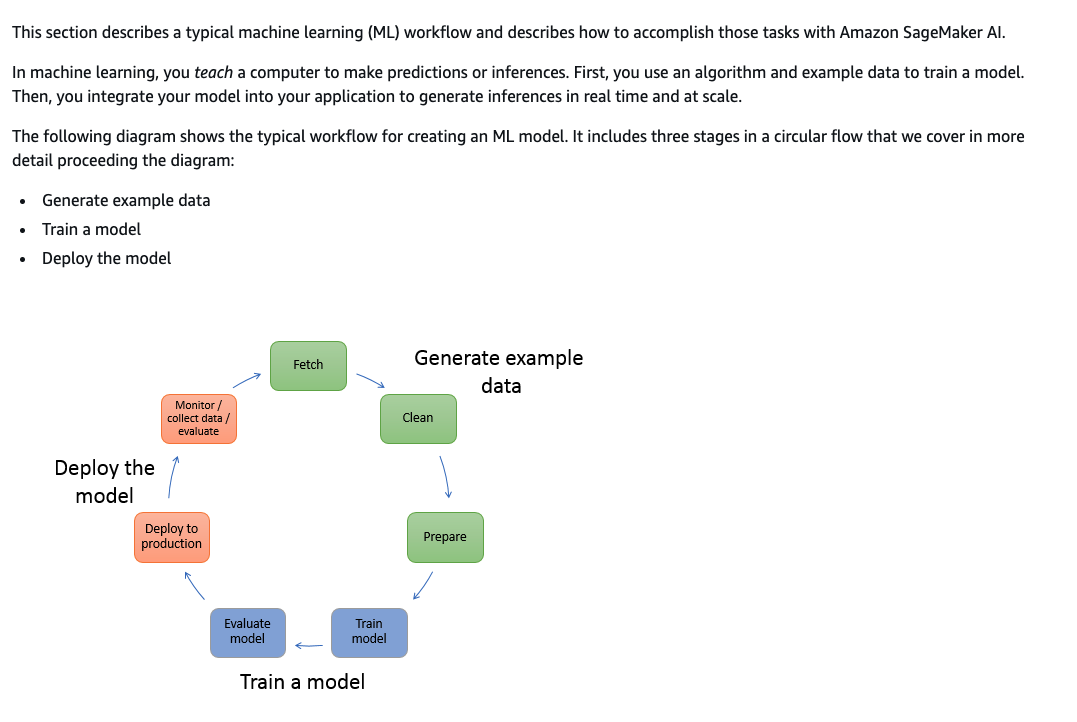 This section describes a typical machine learning (ML) workflow and describes how to accomplish those tasks with Amazon SageMaker AI.
In machine learning, you teach a computer to make predictions or inferences. First, you use an algorithm and example data to train a model.
Then, you integrate your model into your application to generate inferences in real time and at scale.
The following diagram shows the typical workflow for creating an ML model. It includes three stages in a circular flow that we cover in more
detail proceeding the diagram:
• Generate example data
• Train a model
• Deploy the model
Fetch
Generate example
data
Clean
Monitor /
collect data /
evaluate
Deploy the
model
Deploy to
production
Prepare
Evaluate
model
Train
model
Train a model